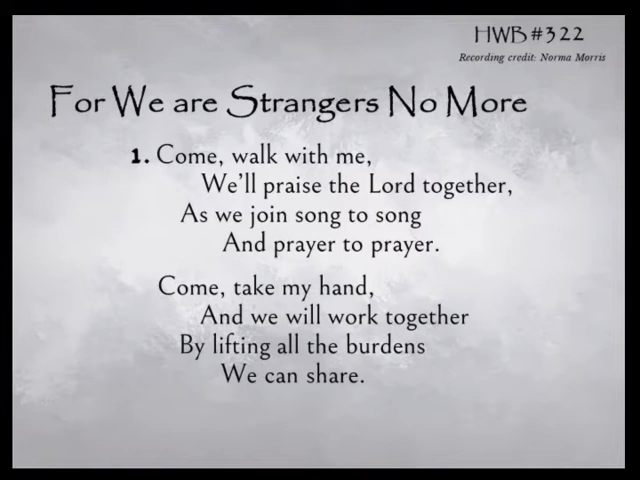 HWB#322
Recording credit: Norma Morris
For We are Strangers No More
1. Come, walk with me,
We'll praise the Lord together,
As we join song to song
And prayer to prayer.
Come, take my hand,
And we will work together
By lifting all the burdens
We can share.